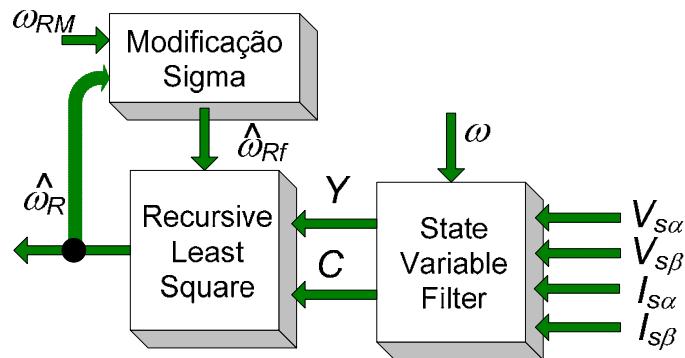 ω_RM
Modificação
Sigma
ω̂_Rf
ω
ω̂_R
Recursive
Least
Square
Y
C
State
Variable
Filter
V_sα
V_sβ
I_sα
I_sβ